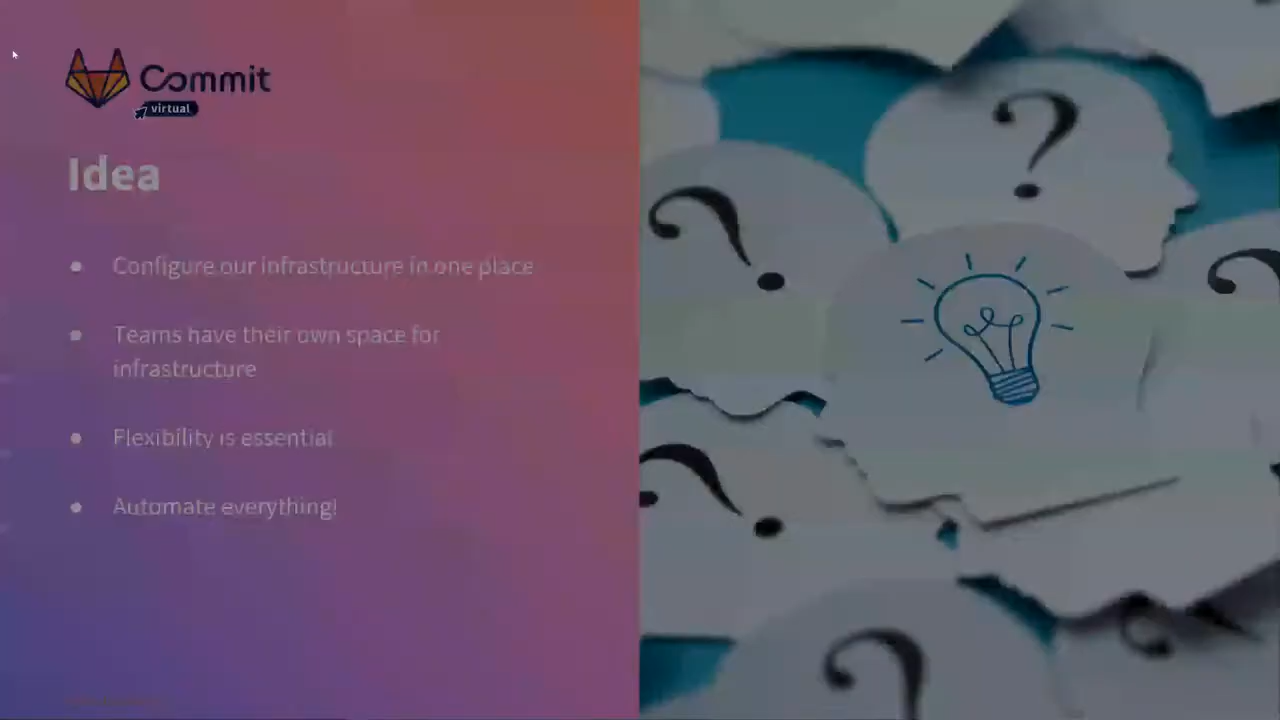 Commit
virtual
Idea
● Configure our infrastructure in one place
● Teams have their own space for
infrastructure
● Flexibility is essential
● Automate everything!
?
?
?
?
?
?